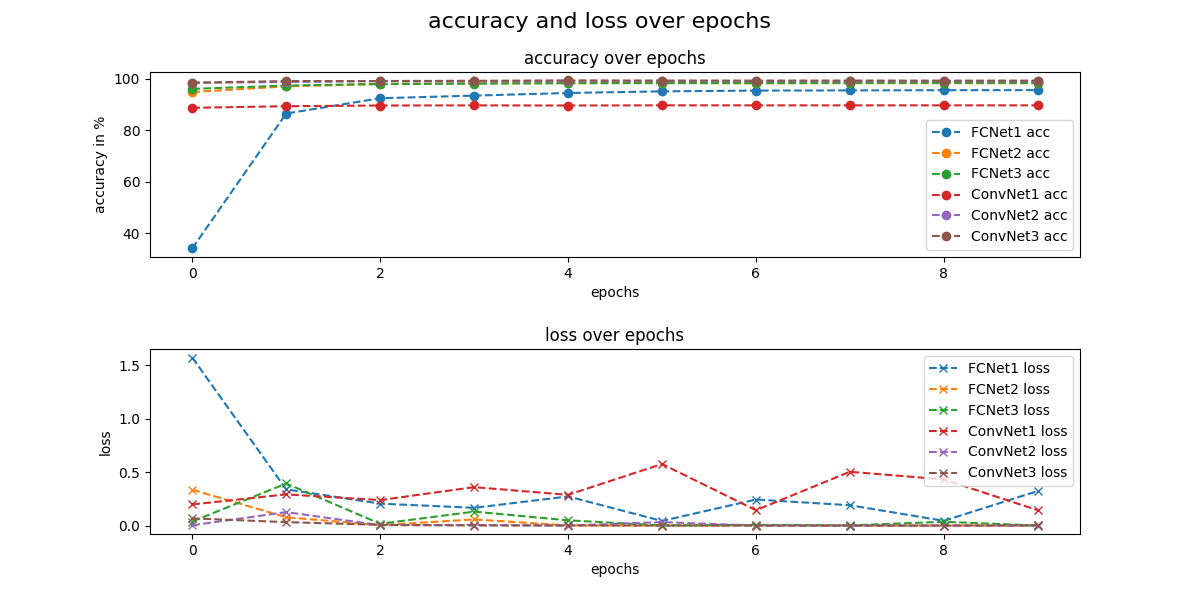 accuracy and loss over epochs
accuracy over epochs
accuracy in %
100
80
60
40
0 2 4 6 8
epochs
FCNet1 acc
FCNet2 acc
FCNet3 acc
ConvNet1 acc
ConvNet2 acc
ConvNet3 acc
loss over epochs
loss
1.5
1.0
0.5
0.0
0 2 4 6 8
epochs
FCNet1 loss
FCNet2 loss
FCNet3 loss
ConvNet1 loss
ConvNet2 loss
ConvNet3 loss